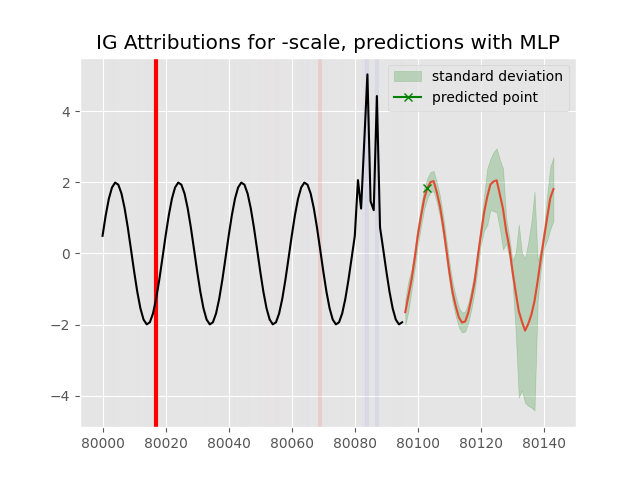 IG Attributions for -scale, predictions with MLP
standard deviation
predicted point
4
2
0
−2
−4
80000 80020 80040 80060 80080 80100 80120 80140